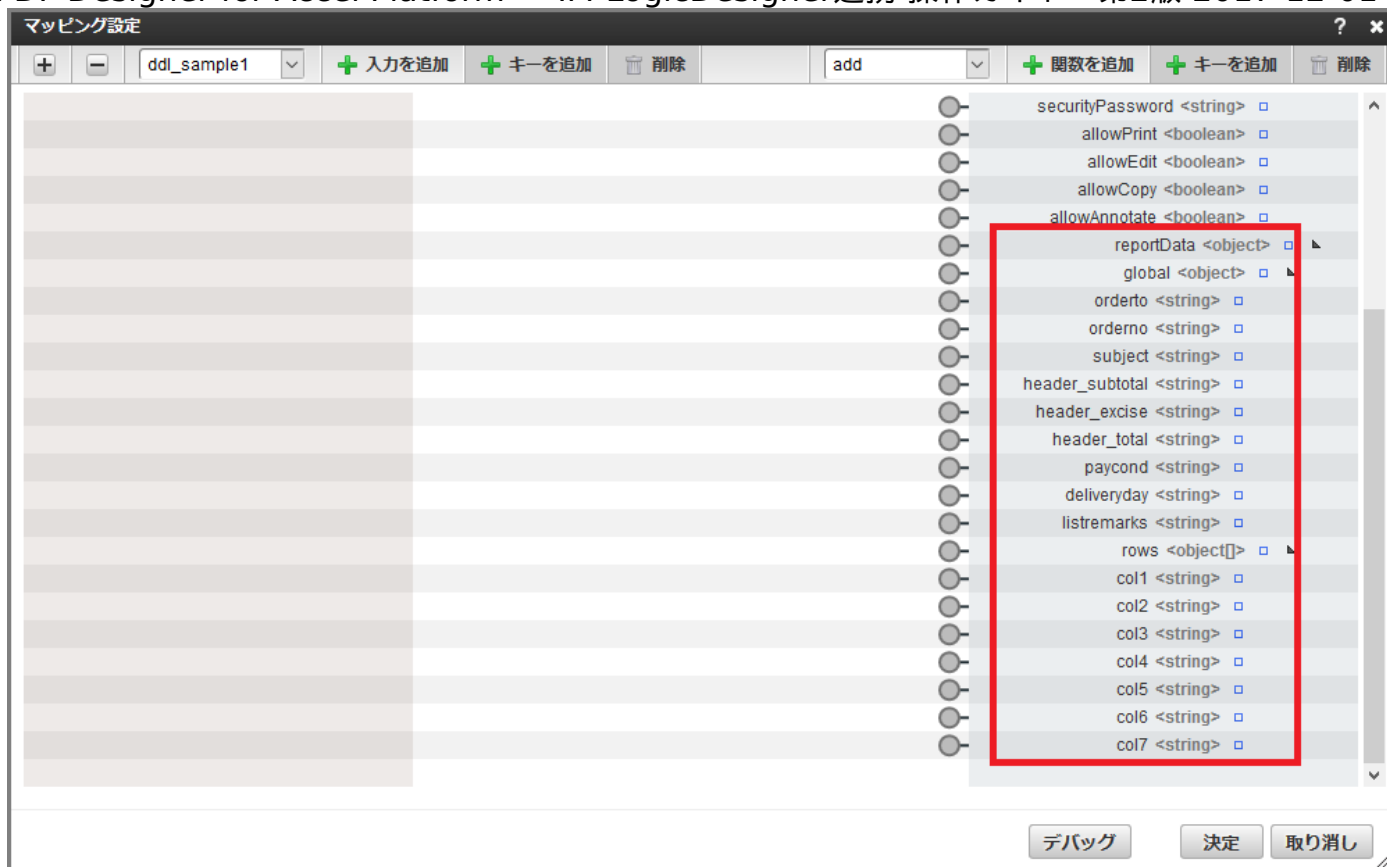 マッピング設定 ?
ddl_sample1 入力を追加 キーを追加 削除 add 関数を追加 キーを追加 削除
securityPassword <string>
allowPrint <boolean>
allowEdit <boolean>
allowCopy <boolean>
allowAnnotate <boolean>
reportData <object>
global <object>
orderto <string>
orderno <string>
subject <string>
header_subtotal <string>
header_excise <string>
header_total <string>
paycond <string>
deliveryday <string>
listremarks <string>
rows <object[]>
col1 <string>
col2 <string>
col3 <string>
col4 <string>
col5 <string>
col6 <string>
col7 <string>
デバッグ 決定 取り消し